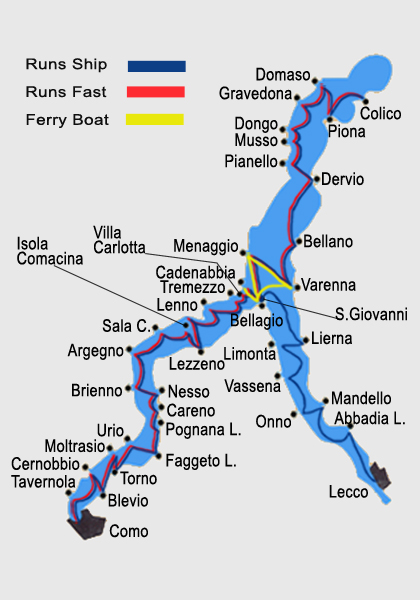 Runs Ship
Runs Fast
Ferry Boat
Domaso
Gravedona
Colico
Piona
Dongo
Musso
Pianello
Dervio
Villa
Carlotta
Isola
Comacina
Menaggio
Bellano
Cadenabbia
Tremezzo
Varenna
Lenno
S.Giovanni
Bellagio
Sala C.
Lierna
Argegno
Limonta
Lezzeno
Vassena
Brienno
Nesso
Mandello
Careno
Abbadia L.
Onno
Pognana L.
Urio
Moltrasio
Cernobbio
Faggeto L.
Tavernola
Torno
Lecco
Blevio
Como